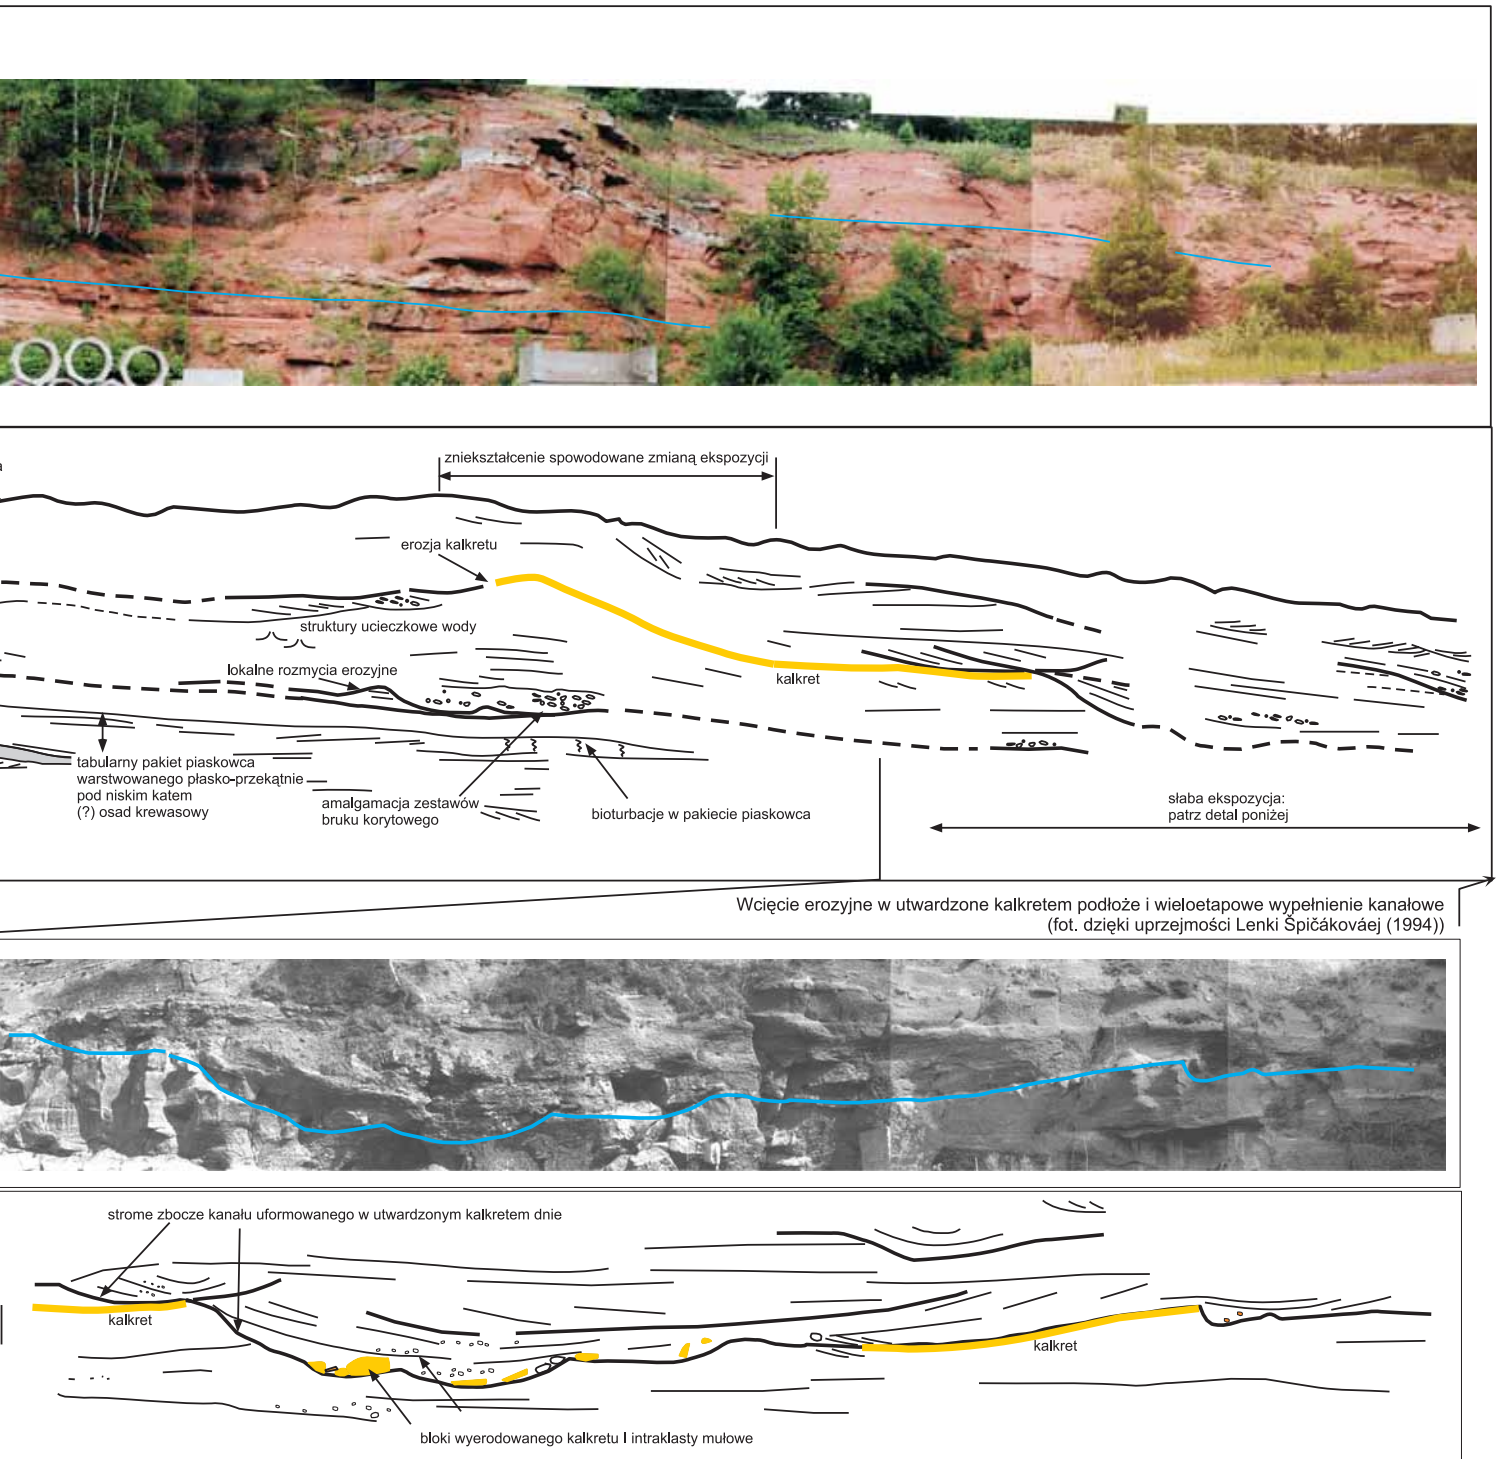 a
zniekształcenie spowodowane zmianą ekspozycji
erozja kalkretu
struktury ucieczkowe wody
lokalne rozmycia erozyjne
kalkret
tabularny pakiet piaskowca
warstwowanego płasko-przekątnie
pod niskim katem
(?) osad krewasowy
amalgamacja zestawów
bruku korytowego
bioturbacje w pakiecie piaskowca
słaba ekspozycja:
patrz detal poniżej
Wcięcie erozyjne w utwardzone kalkretem podłoże i wieloetapowe wypełnienie kanałowe
(fot. dzięki uprzejmości Lenki Špičákováej (1994))
strome zbocze kanału uformowanego w utwardzonym kalkretem dnie
kalkret
kalkret
bloki wyerodowanego kalkretu I intraklasty mułowe